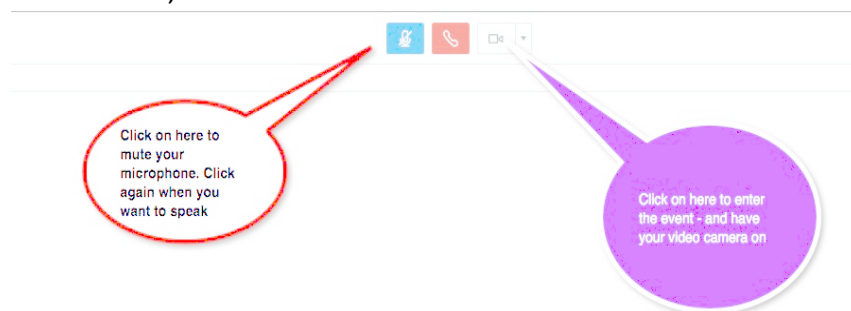 Click on here to
mute your
microphone. Click
again when you
want to speak
Click on here to enter
the event - and have
your video camera on